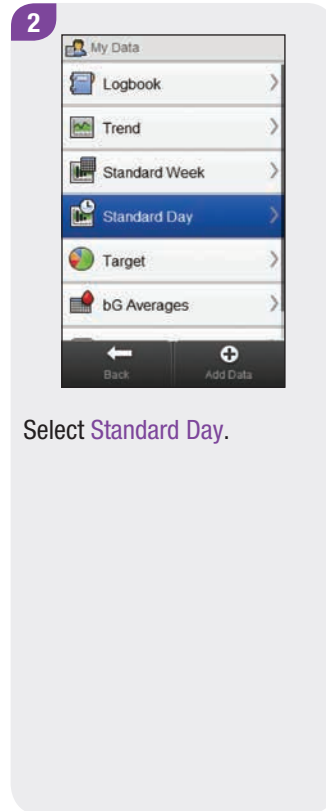 2
My Data
Logbook
Trend
Standard Week
Standard Day
Target
bG Averages
Back
Add Data
Select Standard Day.